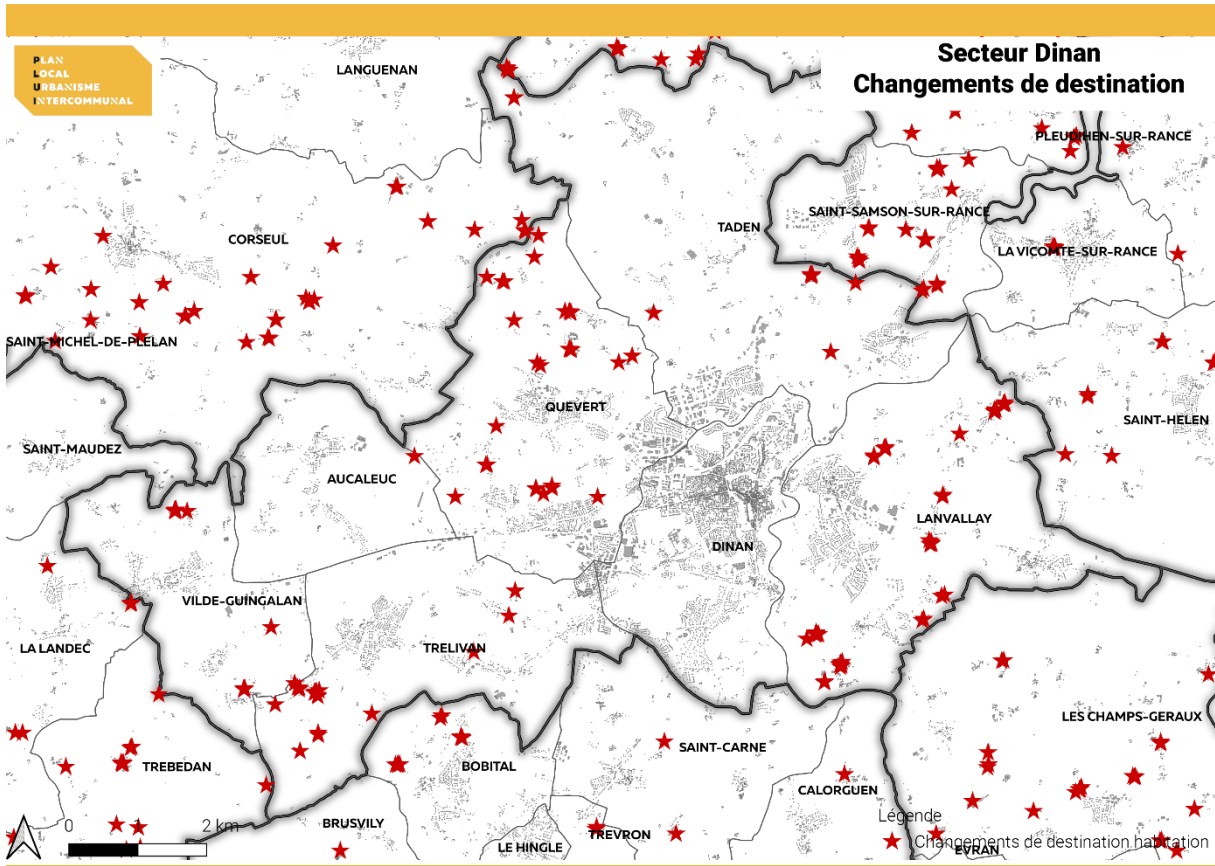 PLAN
LOCAL
URBANISME
INTERCOMMUNAL
Secteur Dinan
Changements de destination
LANGUENAN
PLEUDIHEN-SUR-RANCE
SAINT-SAMSON-SUR-RANCE
TADEN
CORSEUL
LA VICOMTE-SUR-RANCE
SAINT-MICHEL-DE-PLELAN
QUEVERT
SAINT-HELEN
SAINT-MAUDEZ
AUCALEUC
LANVALLAY
DINAN
VILDE-GUINGALAN
LA LANDEC
TRELIVAN
LES CHAMPS-GERAUX
SAINT-CARNE
TREBEDAN
BOBITAL
CALORGUEN
BRUSVILY
TREVRON
LE HINGLE
EVRAN
0 1 2 km
Légende
Changements de destination habitation